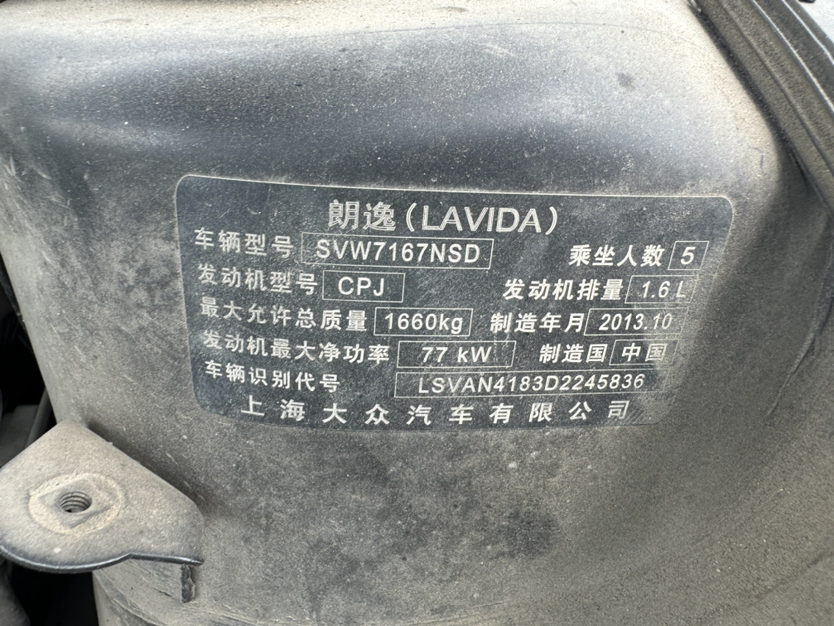 朗逸(LAVIDA)
车辆型号 SVW7167NSD 乘坐人数 5
发动机型号 CPJ 发动机排量 1.6 L
最大允许总质量 1660kg 制造年月 2013.10
发动机最大净功率 77 kW 制造国 中国
车辆识别代号 LSVAN4183D2245836
上海大众汽车有限公司